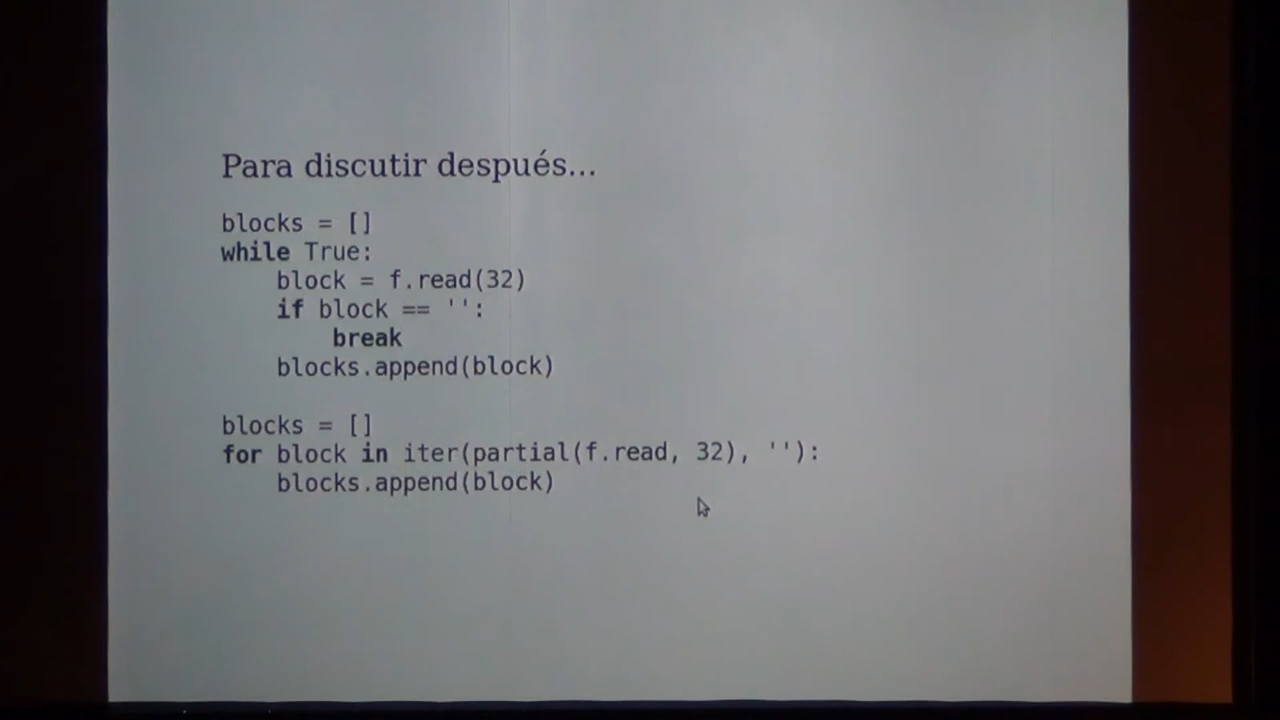 Para discutir después...
blocks = []
while True:
    block = f.read(32)
    if block == '':
        break
    blocks.append(block)
blocks = []
for block in iter(partial(f.read, 32), ''):
    blocks.append(block)